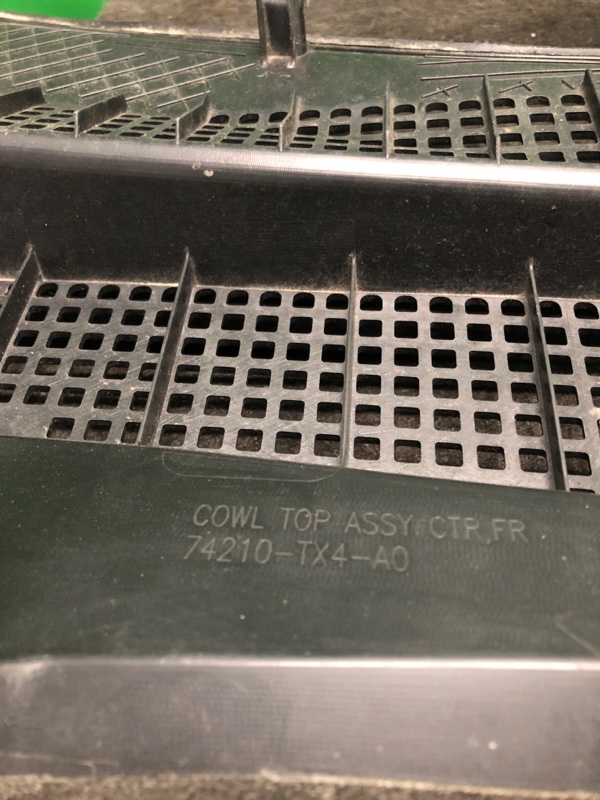 COWL TOP ASSY,CTR,FR
74210-TX4-A0